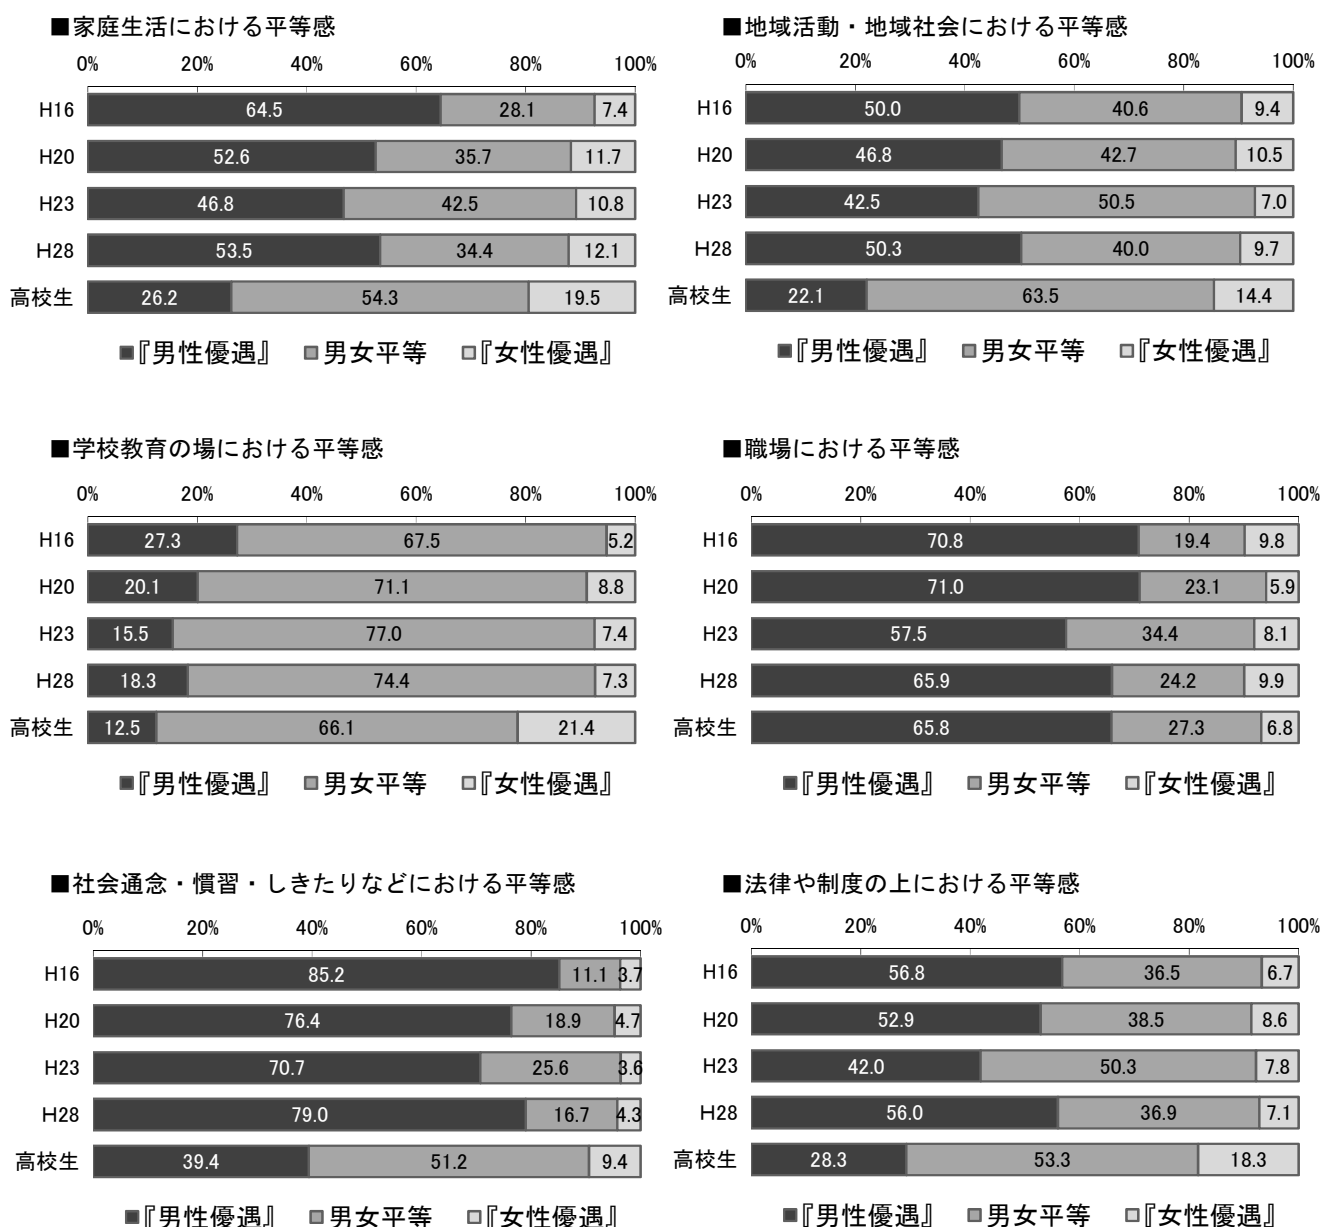 ■家庭生活における平等感
0% 20% 40% 60% 80% 100%
H16 64.5 28.1 7.4
H20 52.6 35.7 11.7
H23 46.8 42.5 10.8
H28 53.5 34.4 12.1
高校生 26.2 54.3 19.5
■『男性優遇』 ■男女平等 □『女性優遇』
■地域活動・地域社会における平等感
0% 20% 40% 60% 80% 100%
H16 50.0 40.6 9.4
H20 46.8 42.7 10.5
H23 42.5 50.5 7.0
H28 50.3 40.0 9.7
高校生 22.1 63.5 14.4
■『男性優遇』 ■男女平等 □『女性優遇』
■学校教育の場における平等感
0% 20% 40% 60% 80% 100%
H16 27.3 67.5 5.2
H20 20.1 71.1 8.8
H23 15.5 77.0 7.4
H28 18.3 74.4 7.3
高校生 12.5 66.1 21.4
■『男性優遇』 ■男女平等 □『女性優遇』
■職場における平等感
0% 20% 40% 60% 80% 100%
H16 70.8 19.4 9.8
H20 71.0 23.1 5.9
H23 57.5 34.4 8.1
H28 65.9 24.2 9.9
高校生 65.8 27.3 6.8
■『男性優遇』 ■男女平等 □『女性優遇』
■社会通念・慣習・しきたりなどにおける平等感
0% 20% 40% 60% 80% 100%
H16 85.2 11.1 3.7
H20 76.4 18.9 4.7
H23 70.7 25.6 3.6
H28 79.0 16.7 4.3
高校生 39.4 51.2 9.4
■『男性優遇』 ■男女平等 □『女性優遇』
■法律や制度の上における平等感
0% 20% 40% 60% 80% 100%
H16 56.8 36.5 6.7
H20 52.9 38.5 8.6
H23 42.0 50.3 7.8
H28 56.0 36.9 7.1
高校生 28.3 53.3 18.3
■『男性優遇』 ■男女平等 □『女性優遇』